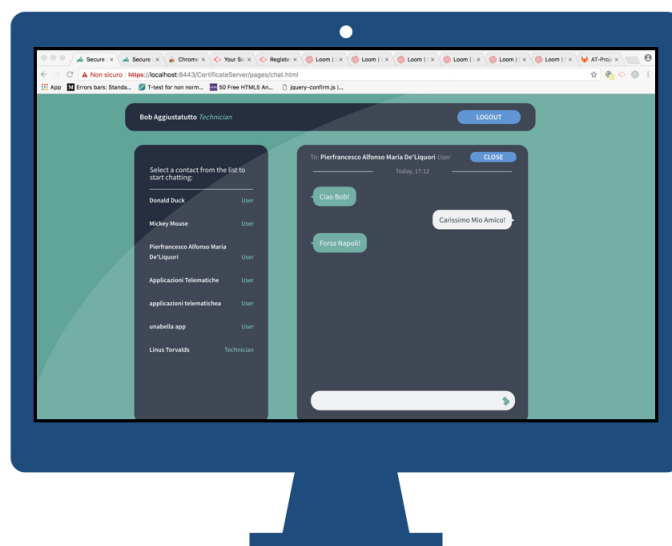 Secure
Secure
Chrome
Your Sc
Registe
Loom |
Loom |
Loom |
Loom |
Loom |
Loom |
AT-Proj
Non sicuro https://localhost:8443/CertificateServer/pages/chat.html
App
Errors bars: Standa...
T-test for non norm...
50 Free HTML5 An...
jquery-confirm.js |...
Bob Aggiustatutto Technician
LOGOUT
Select a contact from the list to
start chatting:
Donald Duck User
Mickey Mouse User
Pierfrancesco Alfonso Maria
De'Liquori User
Applicazioni Telematiche User
applicazioni telematichea User
unabella app User
Linus Torvalds Technician
To: Pierfrancesco Alfonso Maria De'Liquori User
CLOSE
Today, 17:12
Ciao Bob!
Carissimo Mio Amico!
Forza Napoli!